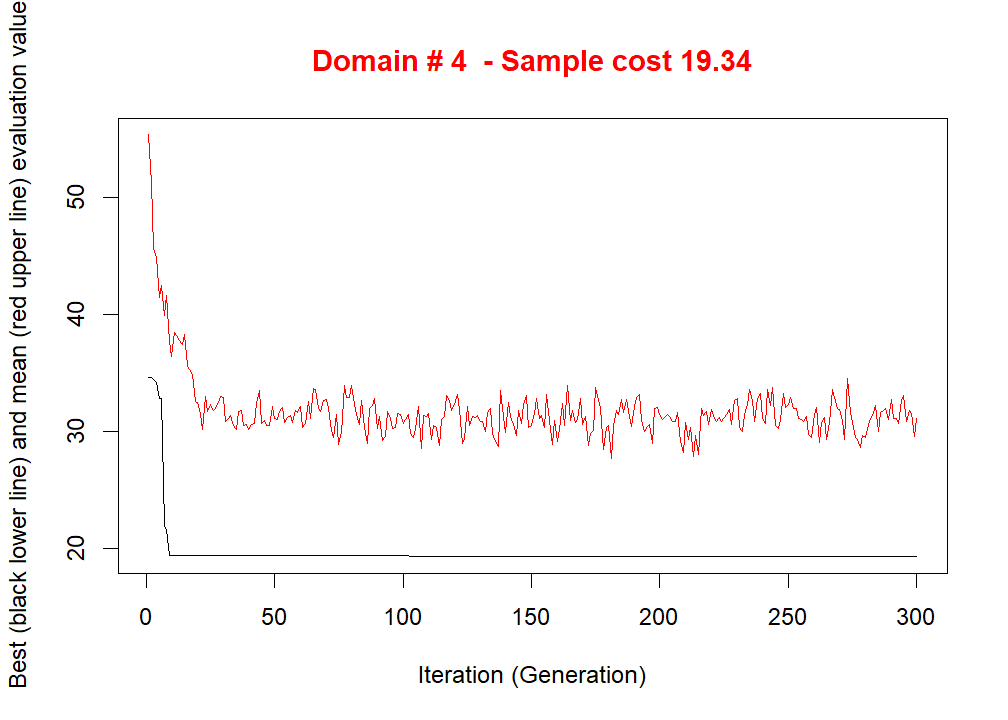 Domain # 4 - Sample cost 19.34
Best (black lower line) and mean (red upper line) evaluation value
50
40
30
20
0 50 100 150 200 250 300
Iteration (Generation)